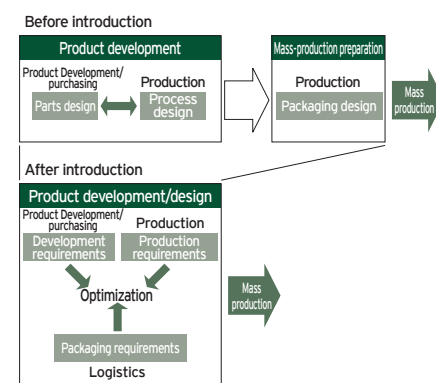 Before introduction
Product development
Mass-production preparation
Product Development/
purchasing
Production
Production
Parts design
Process
design
Packaging design
Mass
production
After introduction
Product development/design
Product Development/
purchasing
Production
Development
requirements
Production
requirements
Optimization
Mass
production
Packaging requirements
Logistics